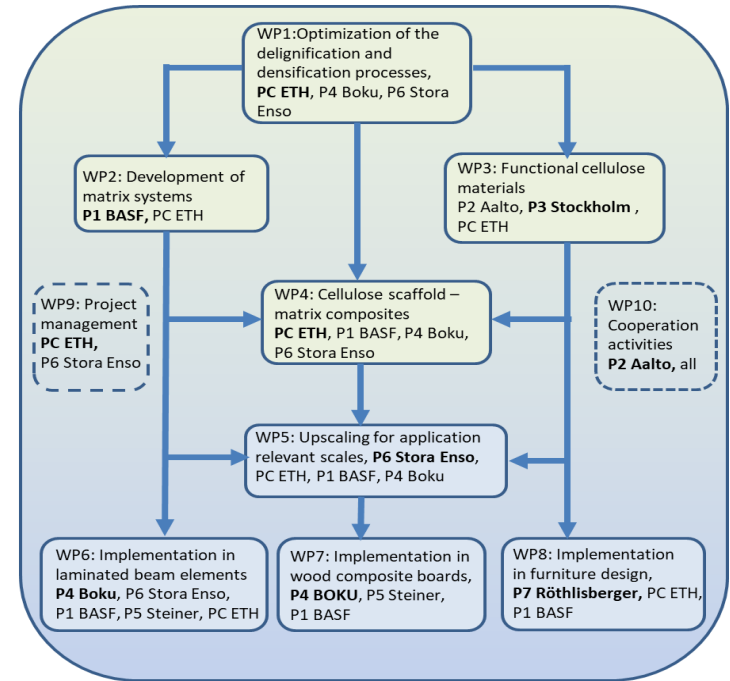 WP1:Optimization of the
delignification and
densification processes,
PC ETH, P4 Boku, P6 Stora
Enso
WP2: Development of
matrix systems
P1 BASF, PC ETH
WP3: Functional cellulose
materials
P2 Aalto, P3 Stockholm ,
PC ETH
WP9: Project
management
PC ETH,
P6 Stora Enso
WP4: Cellulose scaffold –
matrix composites
PC ETH, P1 BASF, P4 Boku,
P6 Stora Enso
WP10:
Cooperation
activities
P2 Aalto, all
WP5: Upscaling for application
relevant scales, P6 Stora Enso,
PC ETH, P1 BASF, P4 Boku
WP6: Implementation in
laminated beam elements
P4 Boku, P6 Stora Enso,
P1 BASF, P5 Steiner, PC ETH
WP7: Implementation in
wood composite boards,
P4 BOKU, P5 Steiner,
P1 BASF
WP8: Implementation
in furniture design,
P7 Röthlisberger, PC ETH,
P1 BASF